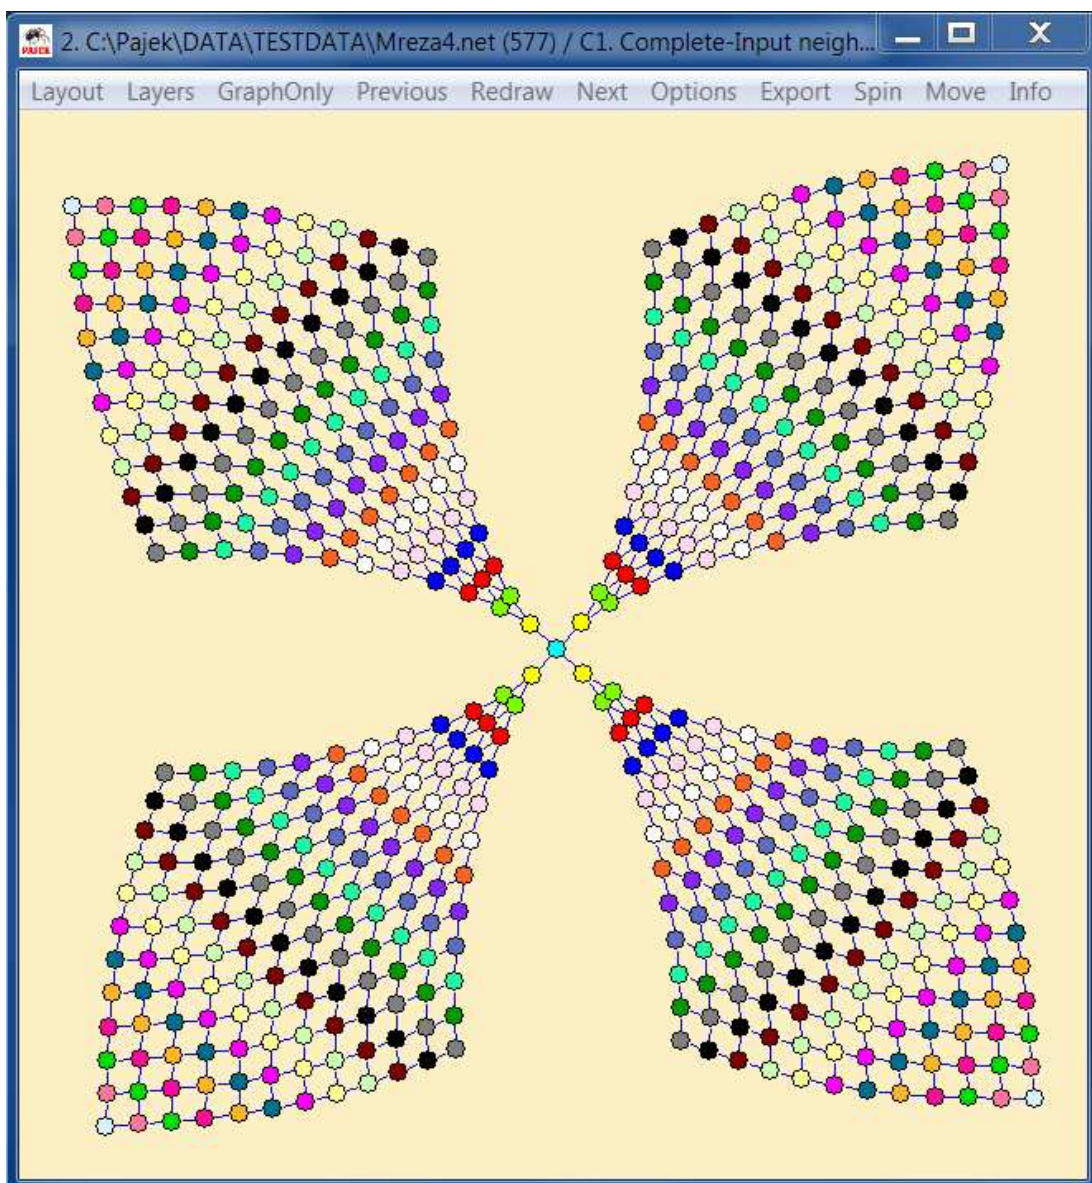 PAJEK
2. C:\Pajek\DATA\TESTDATA\Mreza4.net (577) / C1. Complete-Input neigh...
Layout Layers GraphOnly Previous Redraw Next Options Export Spin Move Info